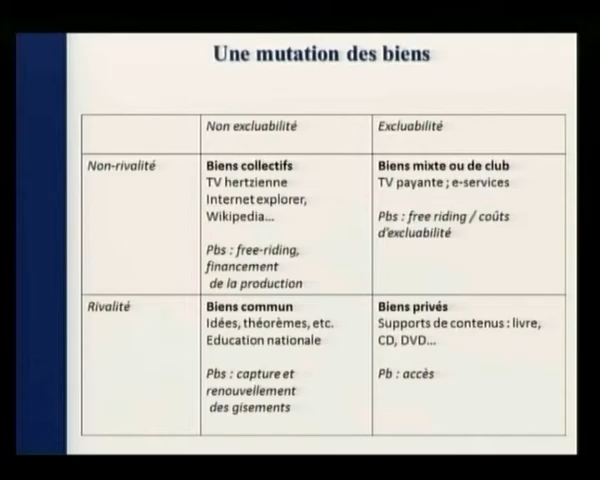 Une mutation des biens
Non excluabilité
Excluabilité
Non-rivalité
Biens collectifs
TV hertzienne
Internet explorer,
Wikipedia...
Pbs : free-riding,
financement
de la production
Biens mixte ou de club
TV payante ; e-services
Pbs : free riding / coûts
d'excluabilité
Rivalité
Biens commun
Idées, théorèmes, etc.
Education nationale
Pbs : capture et
renouvellement
des gisements
Biens privés
Supports de contenus : livre,
CD, DVD...
Pb : accès